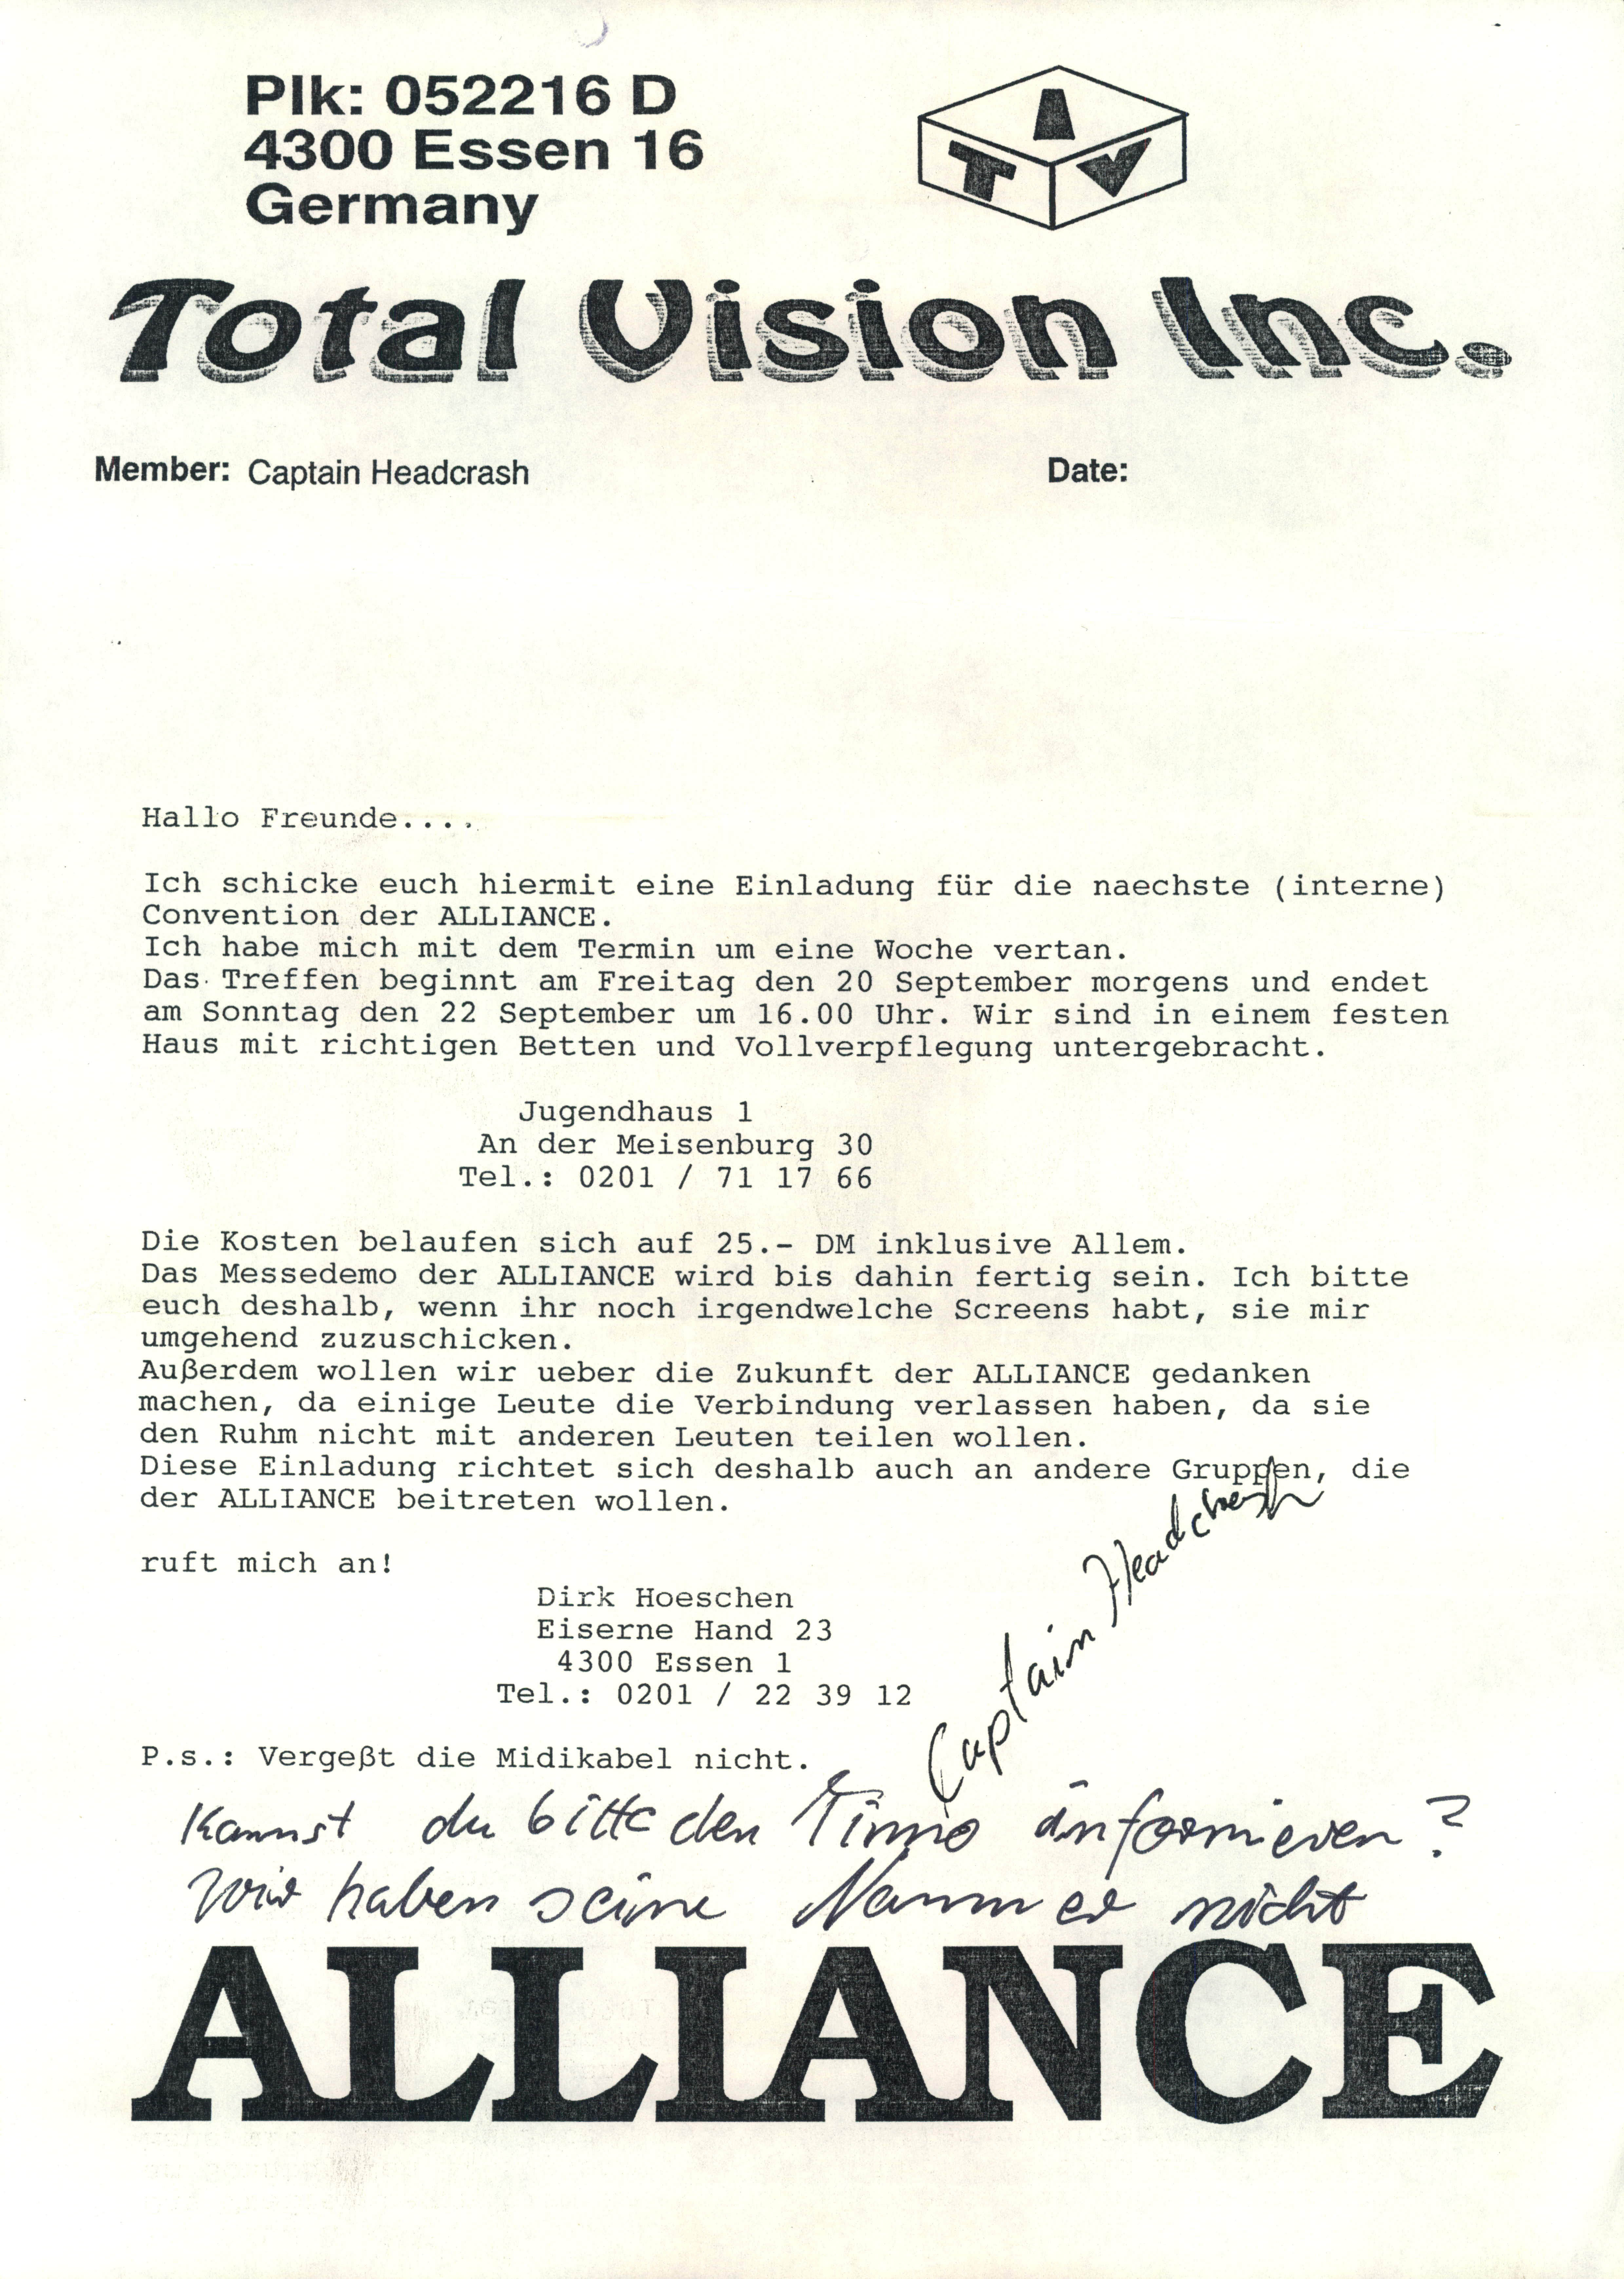 Plk: 052216 D
4300 Essen 16
Germany
A
T V
Total Vision Inc.
Member: Captain Headcrash
Date:
Hallo Freunde....
Ich schicke euch hiermit eine Einladung für die naechste (interne)
Convention der ALLIANCE.
Ich habe mich mit dem Termin um eine Woche vertan.
Das Treffen beginnt am Freitag den 20 September morgens und endet
am Sonntag den 22 September um 16.00 Uhr. Wir sind in einem festen
Haus mit richtigen Betten und Vollverpflegung untergebracht.
Jugendhaus 1
An der Meisenburg 30
Tel.: 0201 / 71 17 66
Die Kosten belaufen sich auf 25.- DM inklusive Allem.
Das Messedemo der ALLIANCE wird bis dahin fertig sein. Ich bitte
euch deshalb, wenn ihr noch irgendwelche Screens habt, sie mir
umgehend zuzuschicken.
Außerdem wollen wir ueber die Zukunft der ALLIANCE gedanken
machen, da einige Leute die Verbindung verlassen haben, da sie
den Ruhm nicht mit anderen Leuten teilen wollen.
Diese Einladung richtet sich deshalb auch an andere Gruppen, die
der ALLIANCE beitreten wollen.
ruft mich an!
Dirk Hoeschen
Eiserne Hand 23
4300 Essen 1
Tel.: 0201 / 22 39 12
Captain Headcrash
P.s.: Vergeßt die Midikabel nicht.
Kannst du bitte den Timo informieren?
Wir haben seine Nummer nicht
ALLIANCE